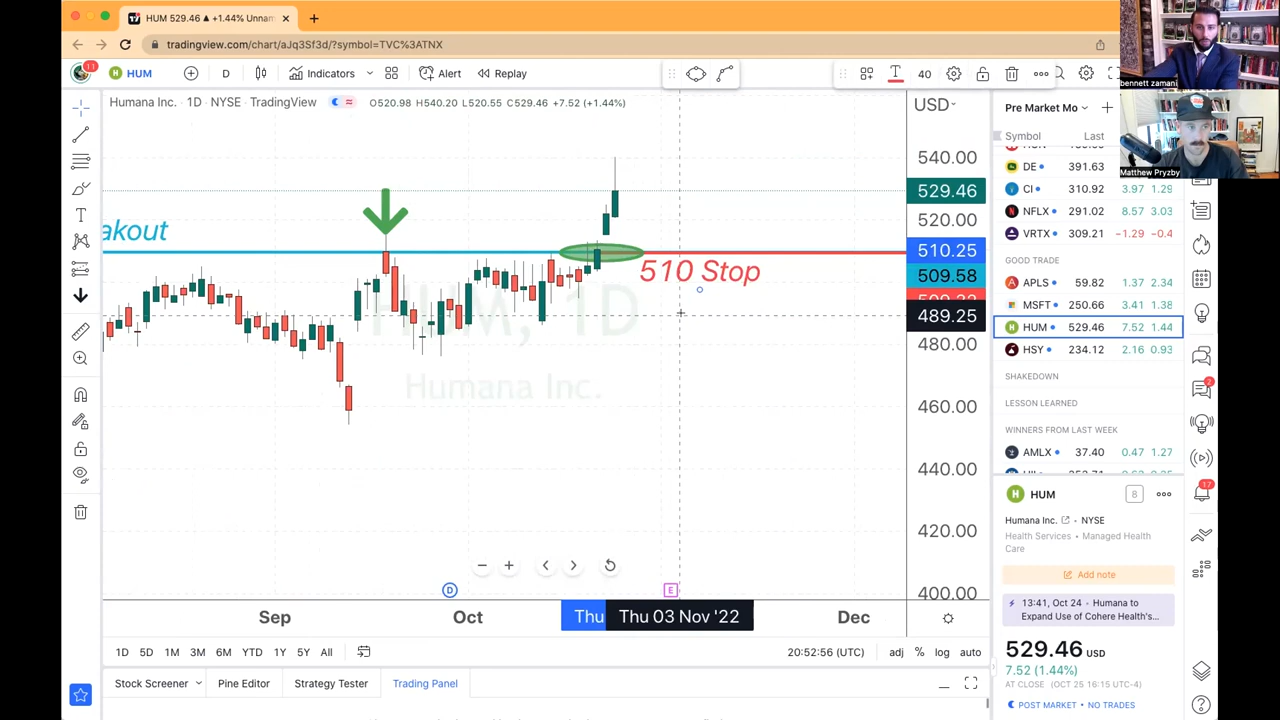 HUM 529.46 ▲ +1.44% Unnam
tradingview.com/chart/aJq3Sf3d/?symbol=TVC%3ATNX
bennett zamani
Matthew Pryzby
11
HUM
D
Indicators
Alert
Replay
40
Humana Inc. · 1D · NYSE · TradingView
O520.98 H540.20 L520.55 C529.46 +7.52 (+1.44%)
USD
540.00
529.46
520.00
510.25
509.58
489.25
480.00
460.00
440.00
420.00
400.00
akout
510 Stop
HUM, 1D
Humana Inc.
D
E
Sep
Oct
Thu
Thu 03 Nov '22
Dec
1D 5D 1M 3M 6M YTD 1Y 5Y All
20:52:56 (UTC)
adj % log auto
Stock Screener
Pine Editor
Strategy Tester
Trading Panel
Pre Market Mo
Symbol Last
DE 391.63
CI 310.92 3.97 1.29
NFLX 291.02 8.57 3.03
VRTX 309.21 −1.29 −0.4
GOOD TRADE
APLS 59.82 1.37 2.34
MSFT 250.66 3.41 1.38
HUM 529.46 7.52 1.44
HSY 234.12 2.16 0.93
SHAKEDOWN
LESSON LEARNED
WINNERS FROM LAST WEEK
AMLX 37.40 0.47 1.27
HUM
8
Humana Inc. • NYSE
Health Services • Managed Health
Care
Add note
13:41, Oct 24 • Humana to
Expand Use of Cohere Health's...
529.46 USD
7.52 (1.44%)
AT CLOSE (OCT 25 16:15 UTC-4)
POST MARKET • NO TRADES
2
17